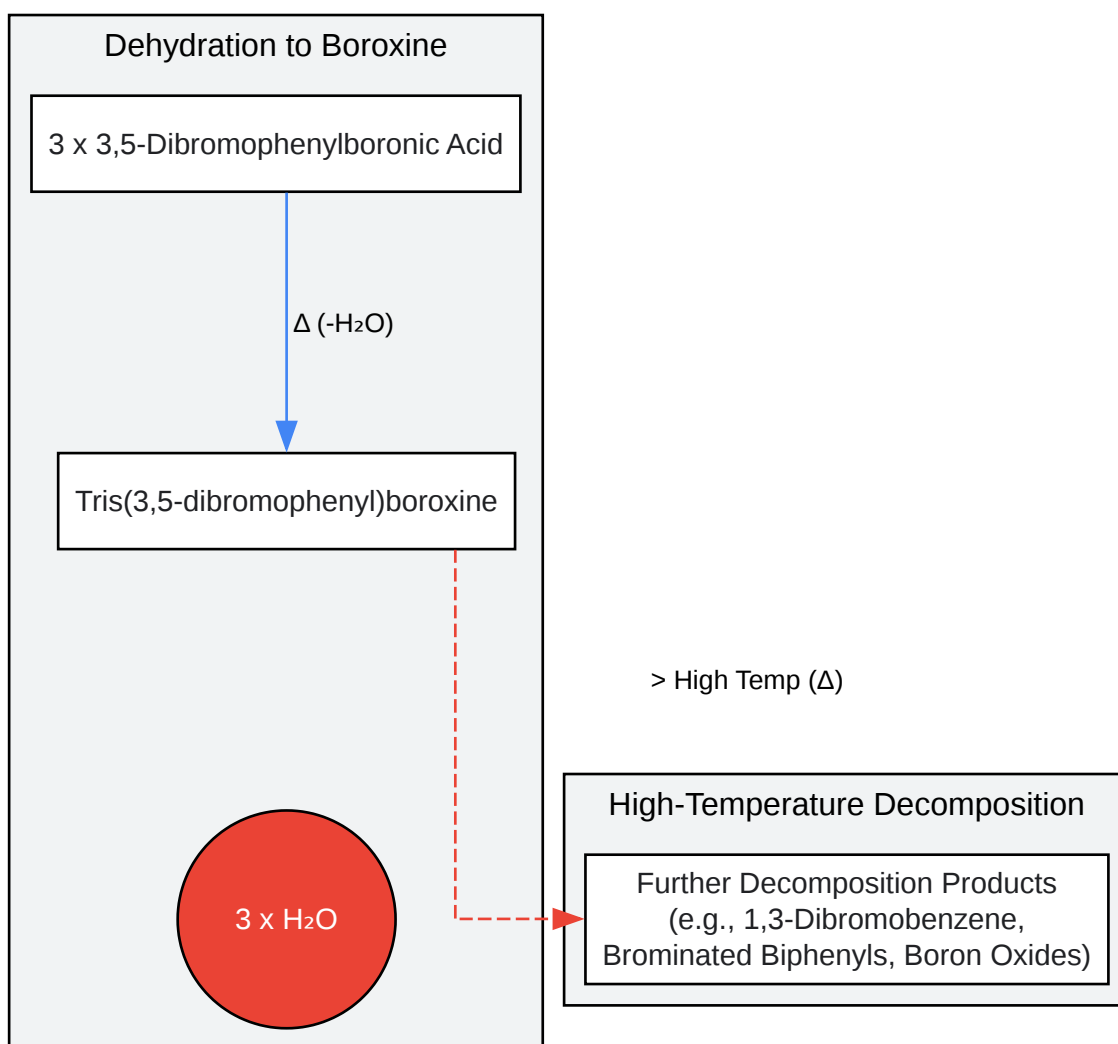 Dehydration to Boroxine
3 x 3,5-Dibromophenylboronic Acid
Δ (-H₂O)
Tris(3,5-dibromophenyl)boroxine
> High Temp (Δ)
High-Temperature Decomposition
Further Decomposition Products
(e.g., 1,3-Dibromobenzene,
Brominated Biphenyls, Boron Oxides)
3 x H₂O